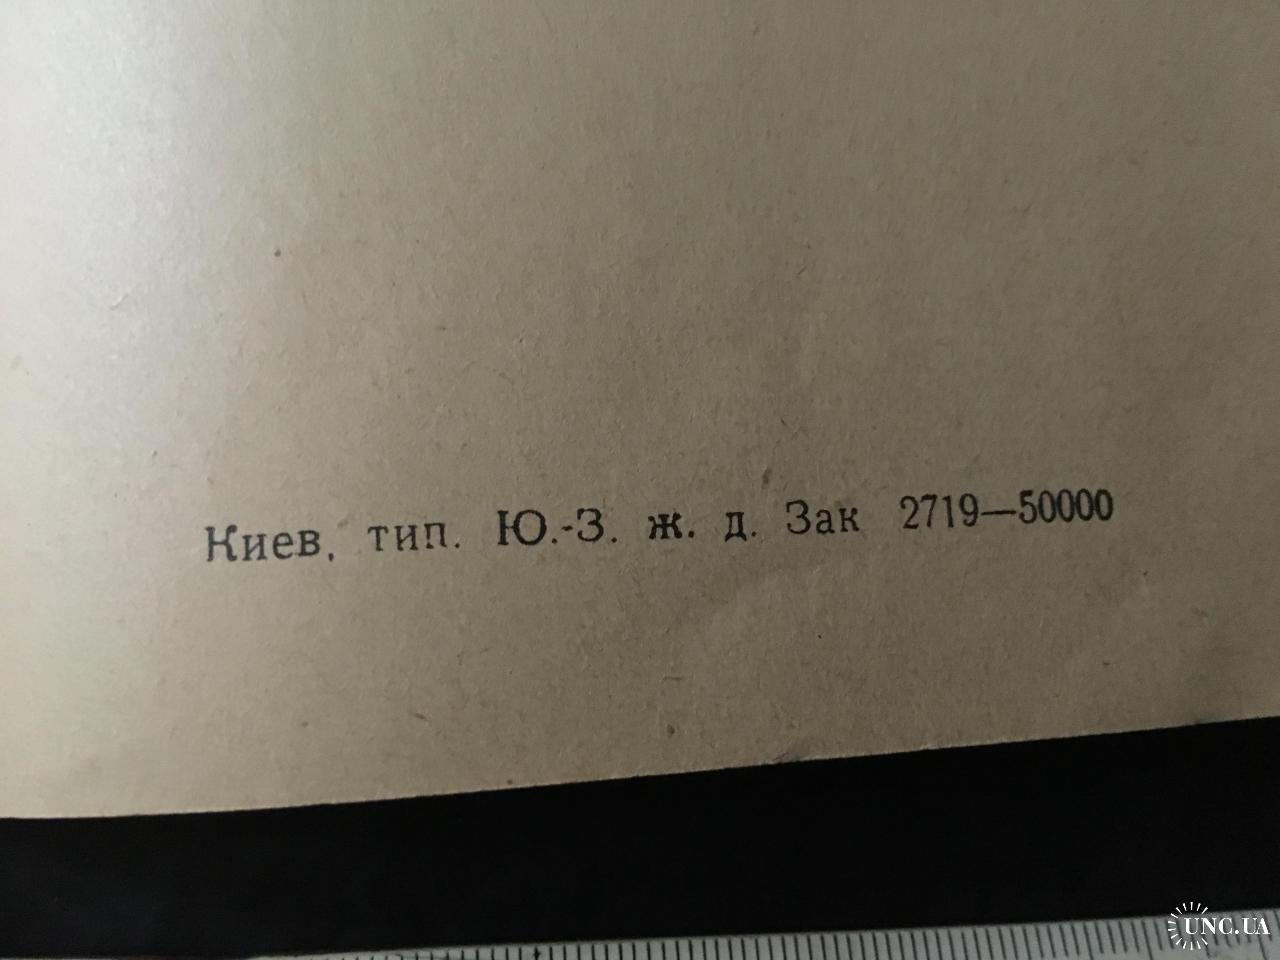 Киев, тип. Ю.-З. ж. д. Зак 2719—50000
UNC.UA